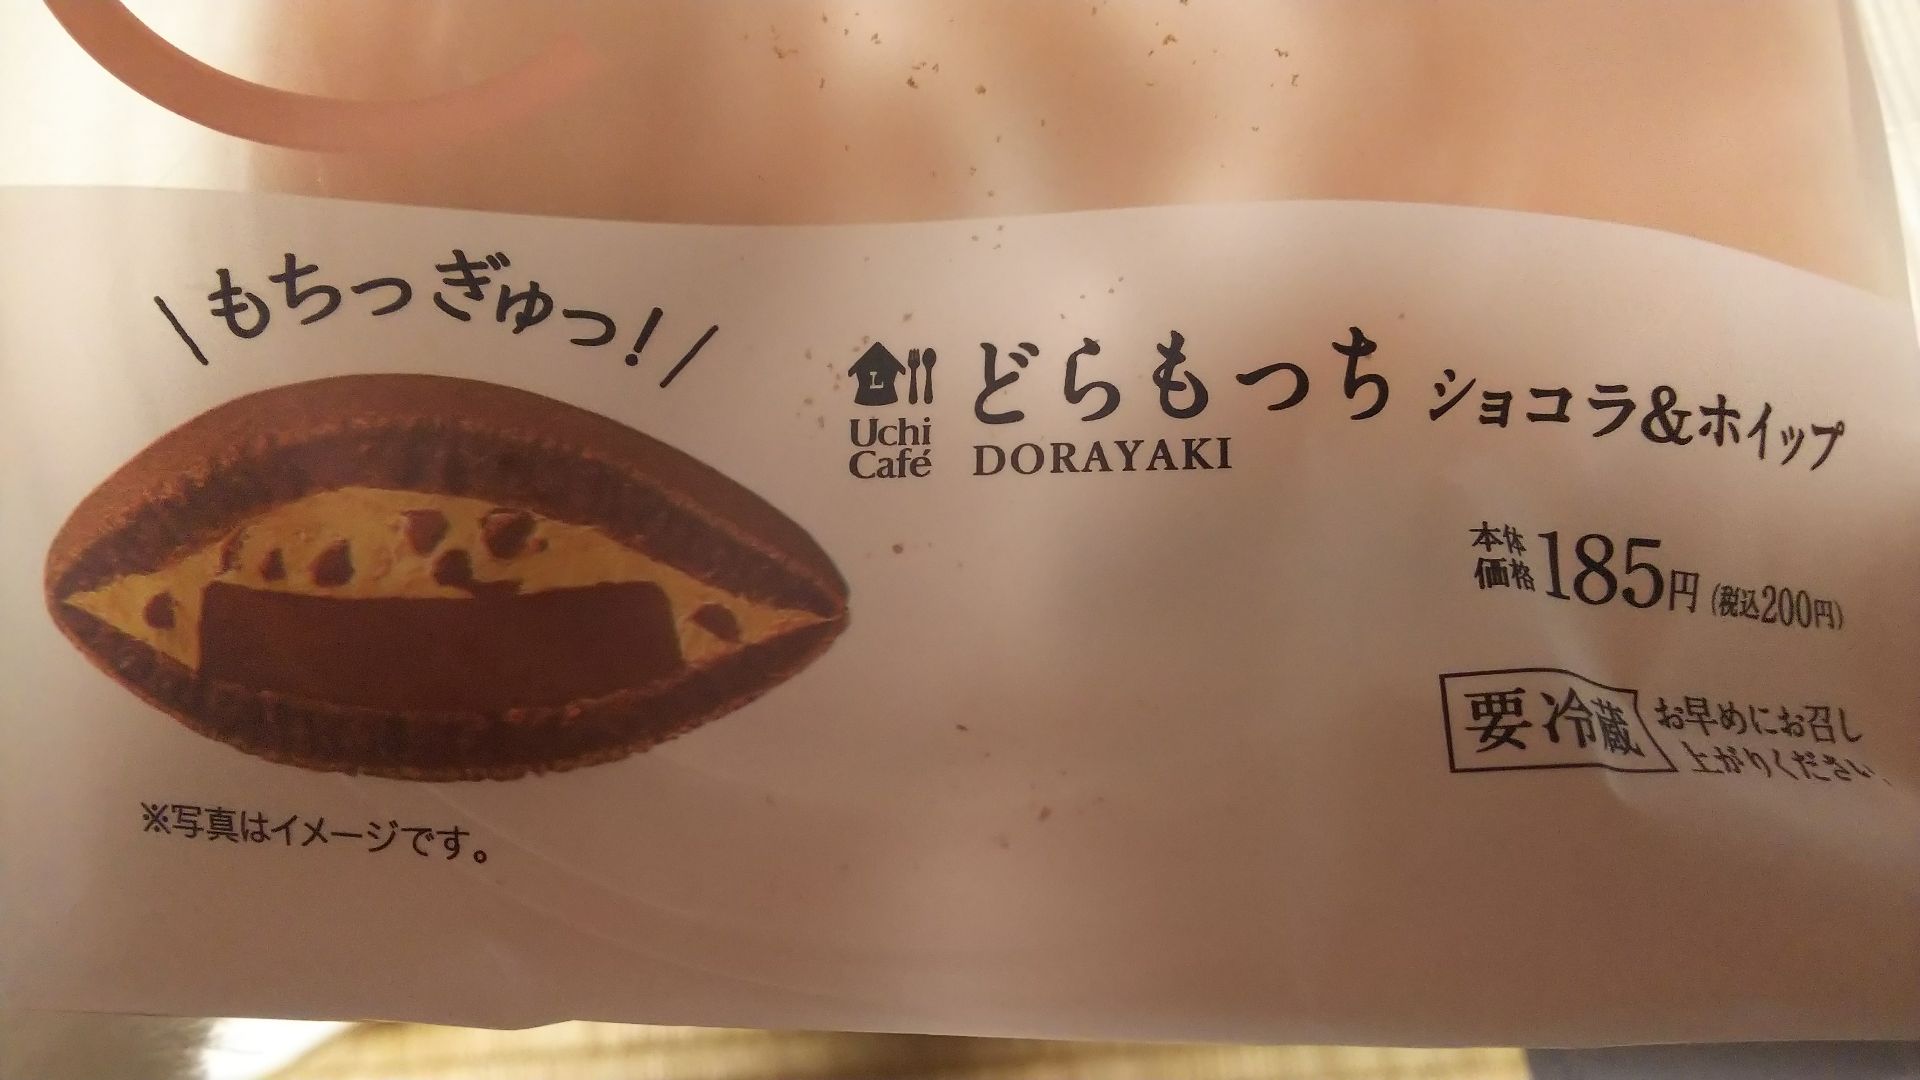 \もちっぎゅっ!/
L
Uchi
Café
どらもっち ショコラ&ホイップ
DORAYAKI
本体
価格 185円 (税込200円)
要冷蔵
お早めにお召し
上がりください。
※写真はイメージです。